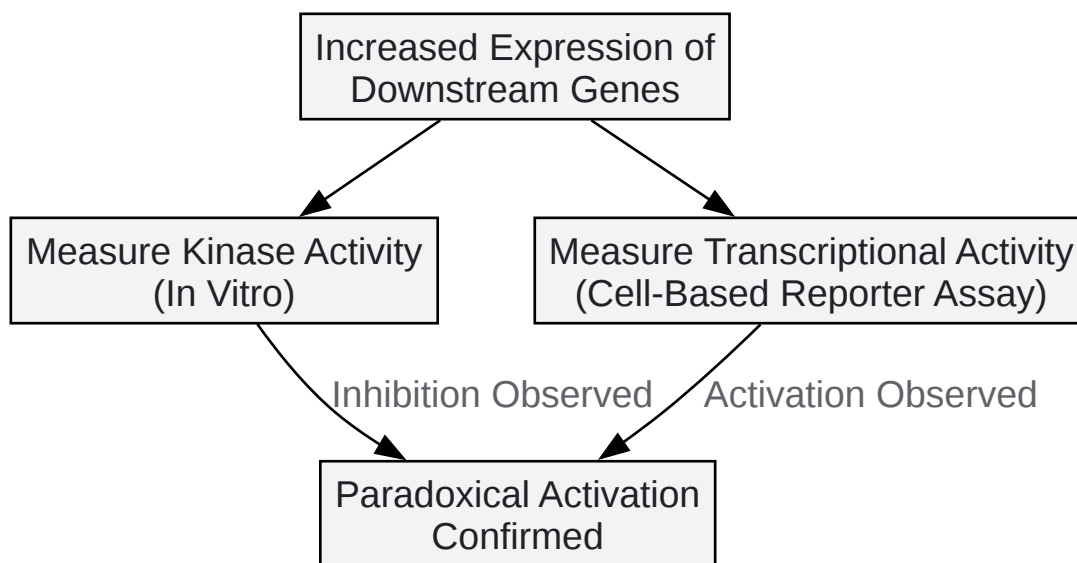 Increased Expression of
Downstream Genes
Measure Kinase Activity
(In Vitro)
Measure Transcriptional Activity
(Cell-Based Reporter Assay)
Inhibition Observed
Activation Observed
Paradoxical Activation
Confirmed